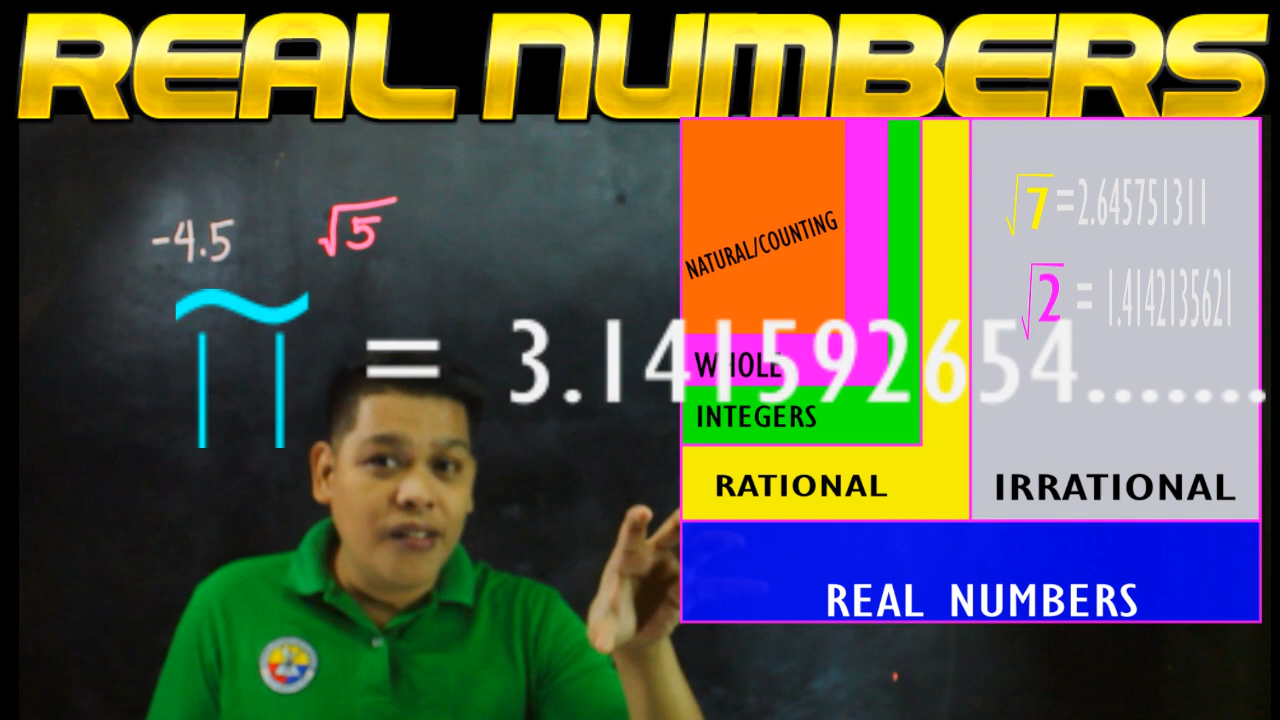 REAL NUMBERS
-4.5 √5
π = 3.141592654.......
NATURAL/COUNTING
WHOLE
INTEGERS
RATIONAL
√7 =2.645751311
√2 = 1.4142135621
IRRATIONAL
REAL NUMBERS